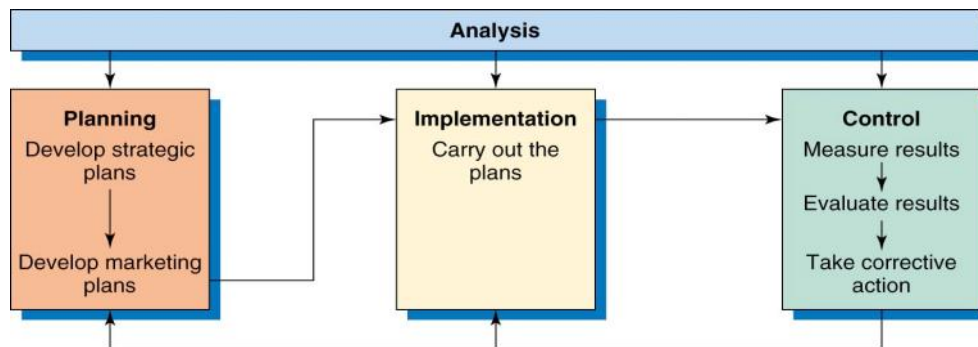 Analysis
Planning
Develop strategic
plans
Develop marketing
plans
Implementation
Carry out the
plans
Control
Measure results
Evaluate results
Take corrective
action